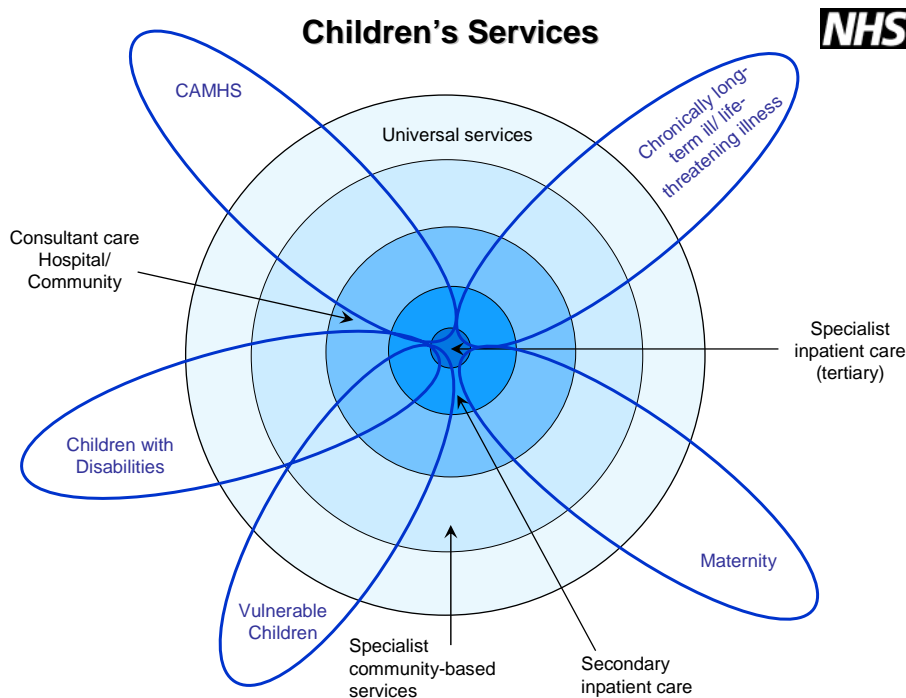 Children's Services
NHS
CAMHS
Chronically long-
term ill/ life-
threatening illness
Universal services
Consultant care
Hospital/
Community
Specialist
inpatient care
(tertiary)
Children with
Disabilities
Maternity
Vulnerable
Children
Specialist
community-based
services
Secondary
inpatient care